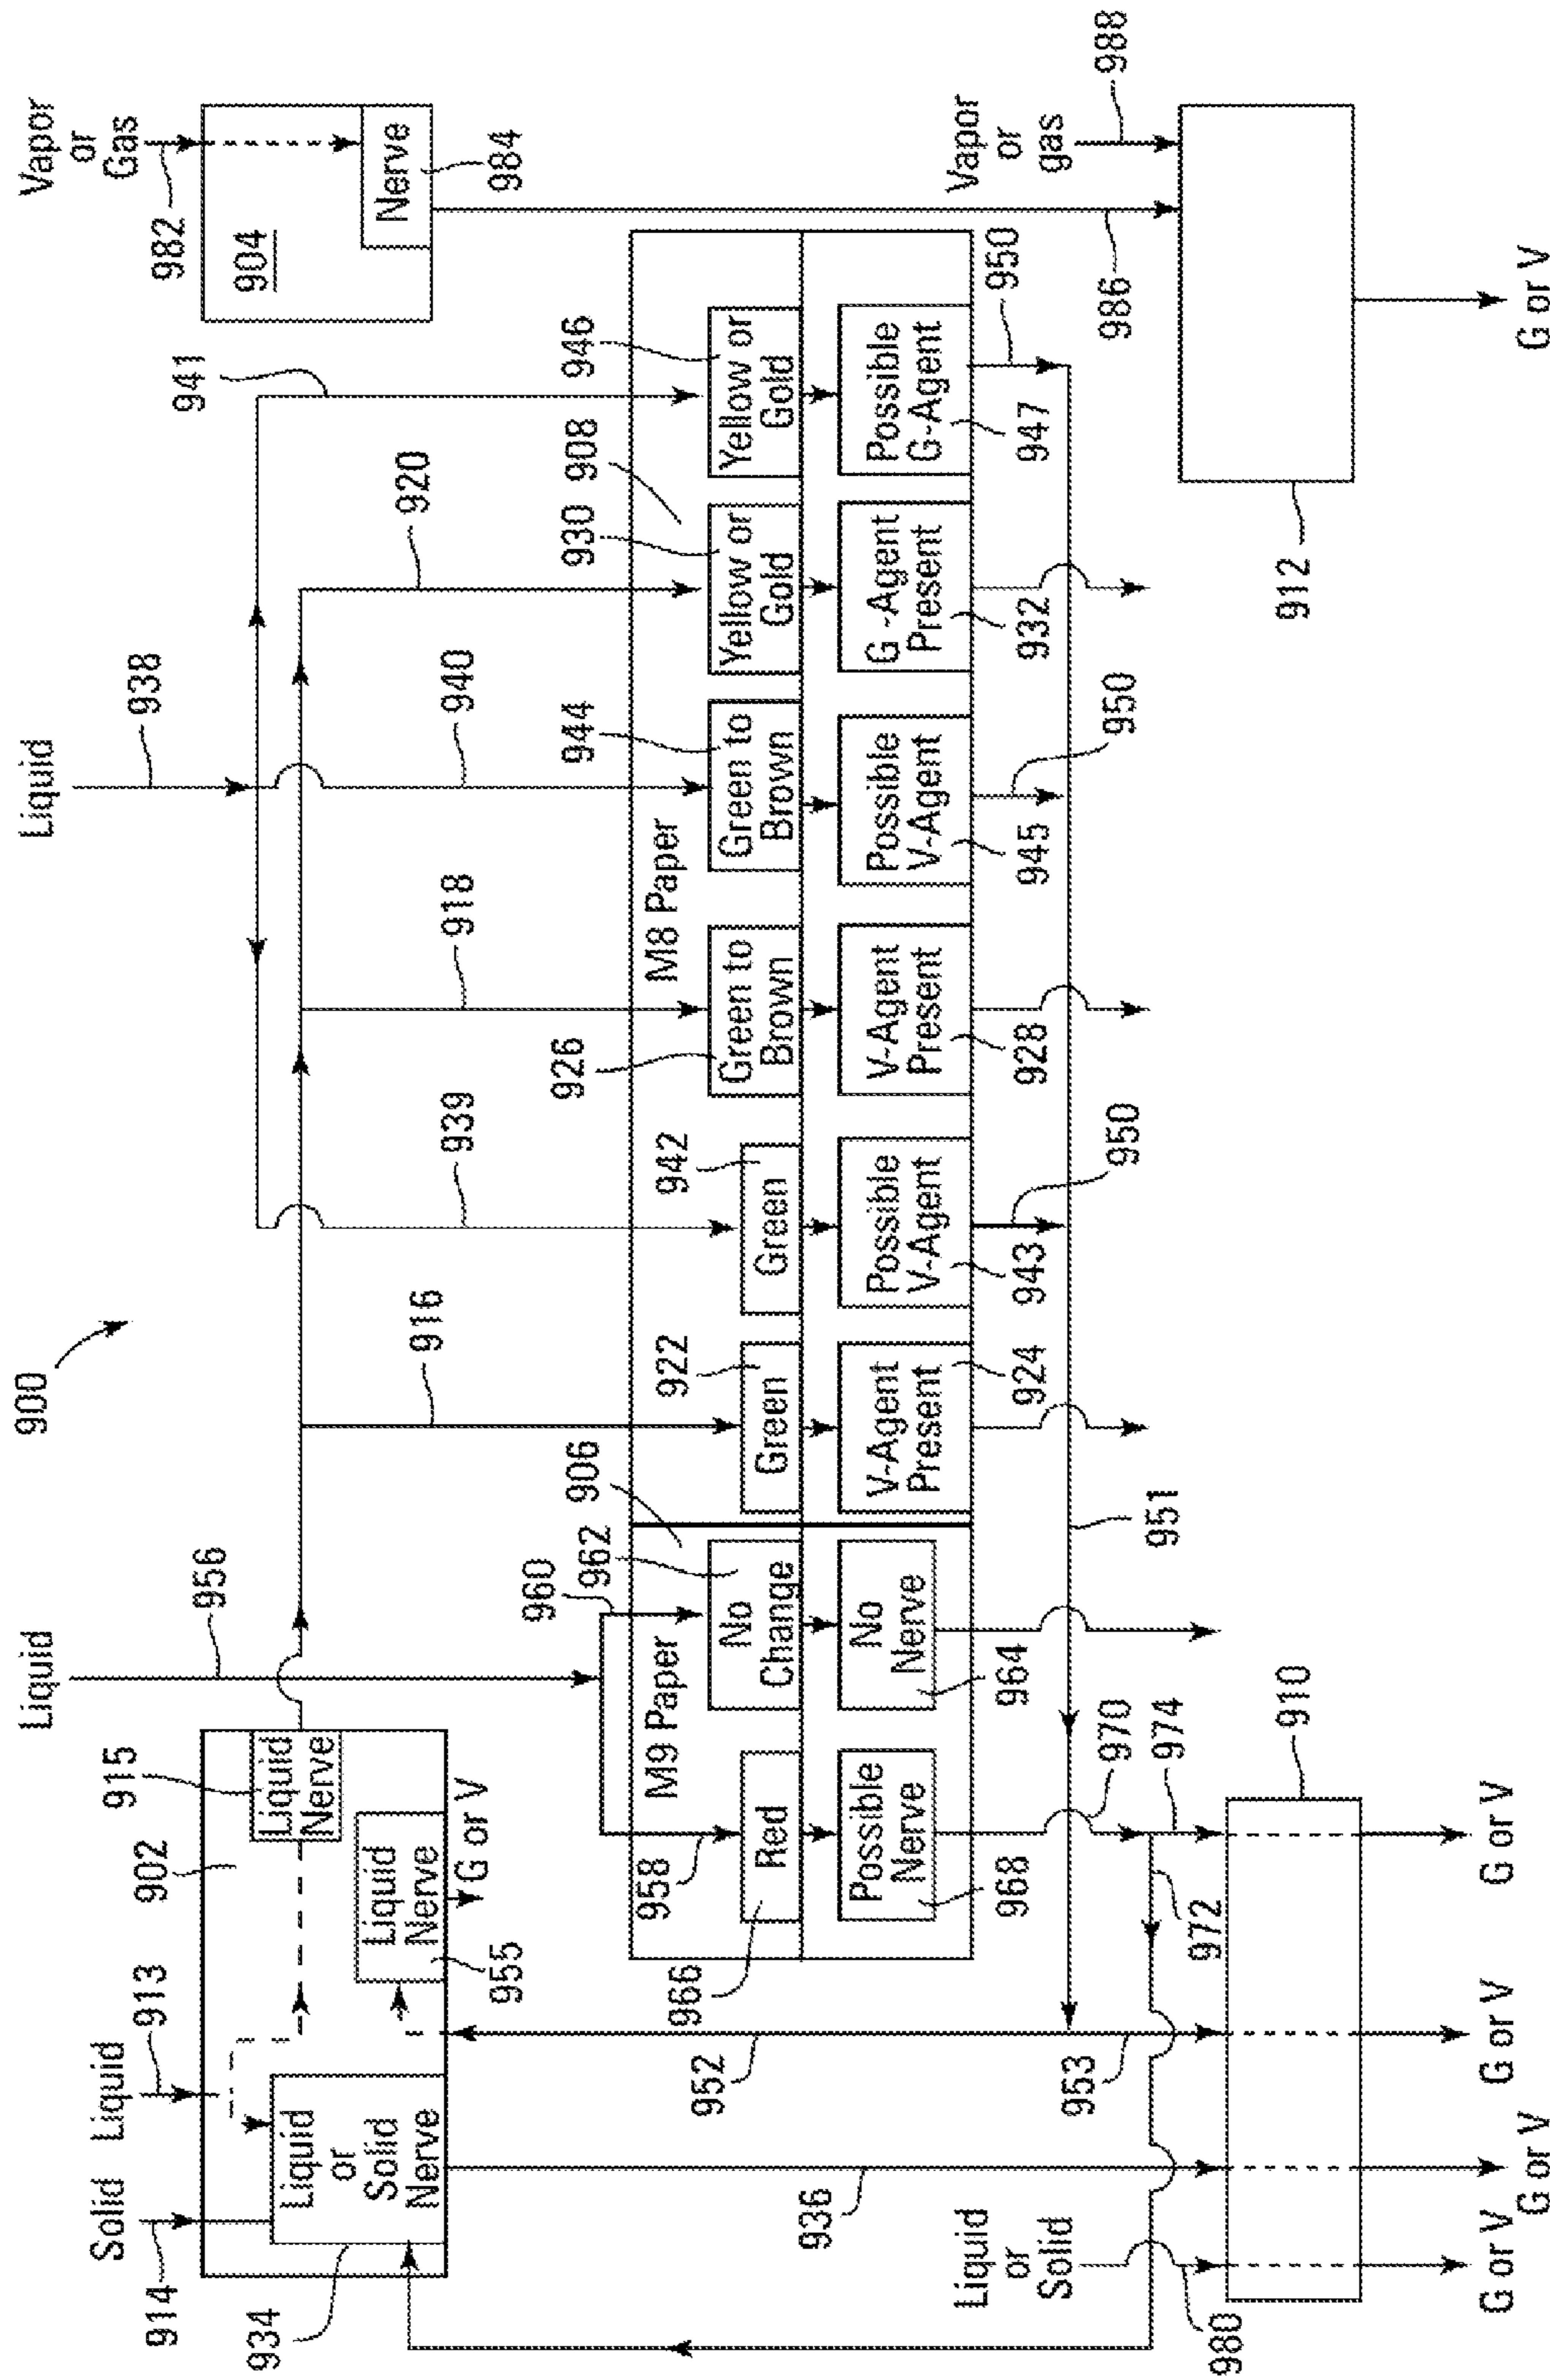 900
Solid
Liquid
914
913
902
915
Liquid
Nerve
Liquid
or
Solid
Nerve
934
Liquid
Nerve
955
G or V
Liquid
956
Liquid
938
941
Vapor
or
Gas
982
904
Nerve
984
916
939
918
940
920
958
960
962
906
922
942
926
944
930
908
946
M9 Paper
M8 Paper
966
Red
No
Change
Green
Green
Green to
Brown
Green to
Brown
Yellow or
Gold
Yellow or
Gold
Possible
Nerve
968
No
Nerve
964
V-Agent
Present
924
Possible
V-Agent
943
V-Agent
Present
928
Possible
V-Agent
945
G-Agent
Present
932
Possible
G-Agent
947
950
950
950
951
952
953
936
970
972
974
Liquid
or
Solid
980
910
G or V
G or V
G or V
G or V
986
Vapor
or
gas
988
912
G or V